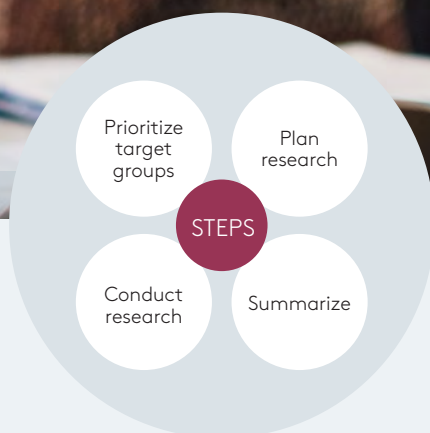 Prioritize
target
groups
Plan
research
STEPS
Conduct
research
Summarize